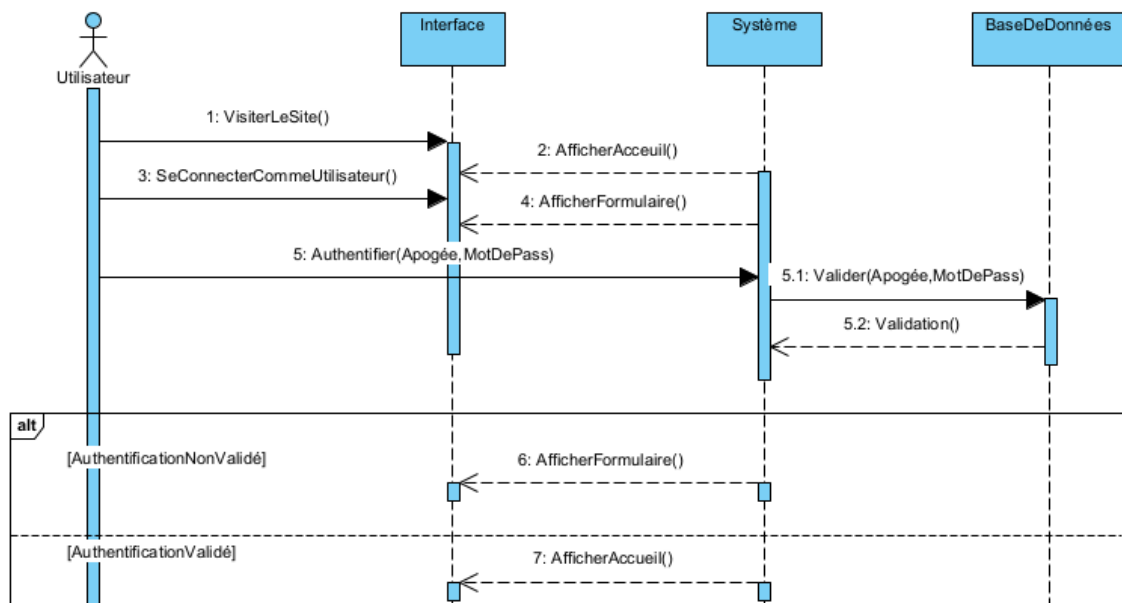 Interface
Système
BaseDeDonnées
Utilisateur
1: VisiterLeSite()
2: AfficherAcceuil()
3: SeConnecterCommeUtilisateur()
4: AfficherFormulaire()
5: Authentifier(Apogée,MotDePass)
5.1: Valider(Apogée,MotDePass)
5.2: Validation()
alt
[AuthentificationNonValidé]
6: AfficherFormulaire()
[AuthentificationValidé]
7: AfficherAccueil()